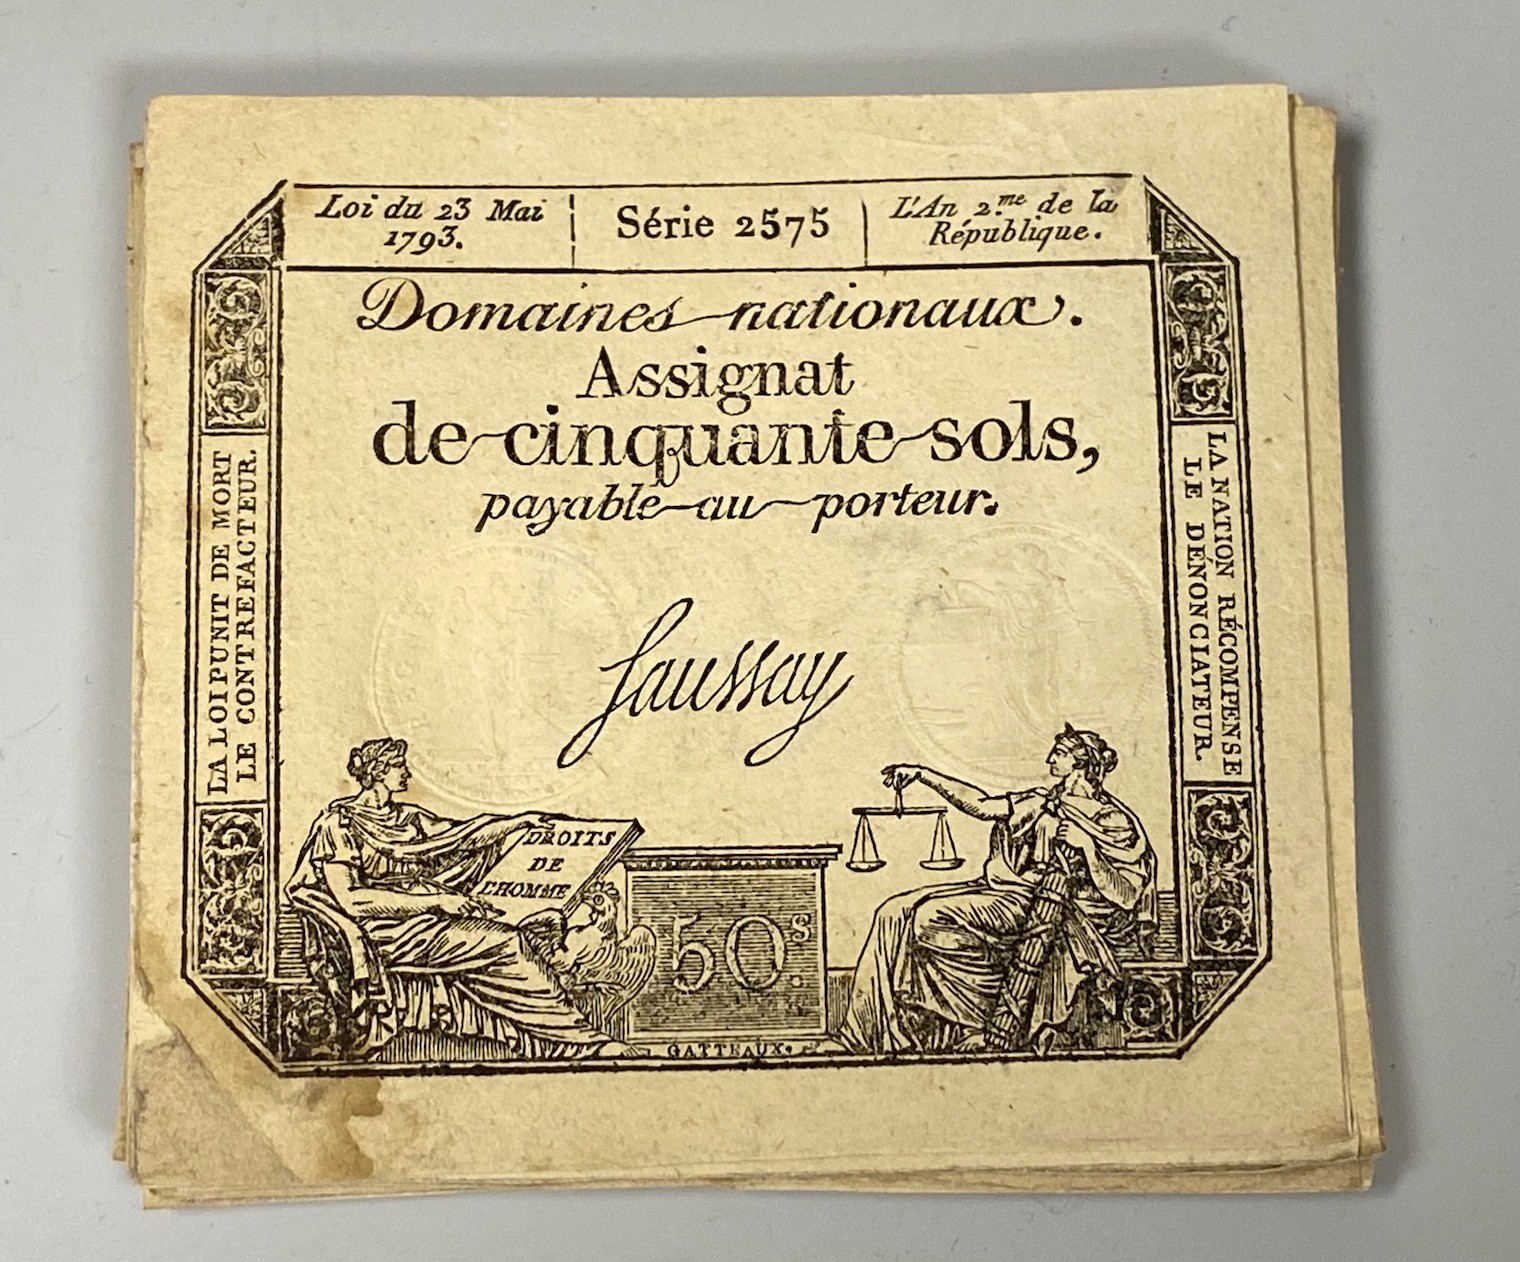 Loi du 23 Mai
1793.
Série 2575
L'An 2.me de la
République.
Domaines nationaux.
Assignat
de cinquante sols,
payable au porteur.
LA LOI PUNIT DE MORT
LE CONTREFACTEUR.
LA NATION RÉCOMPENSE
LE DÉNONCIATEUR.
Saussay
DROITS
DE
L'HOMME
50.s
GATTEAUX.